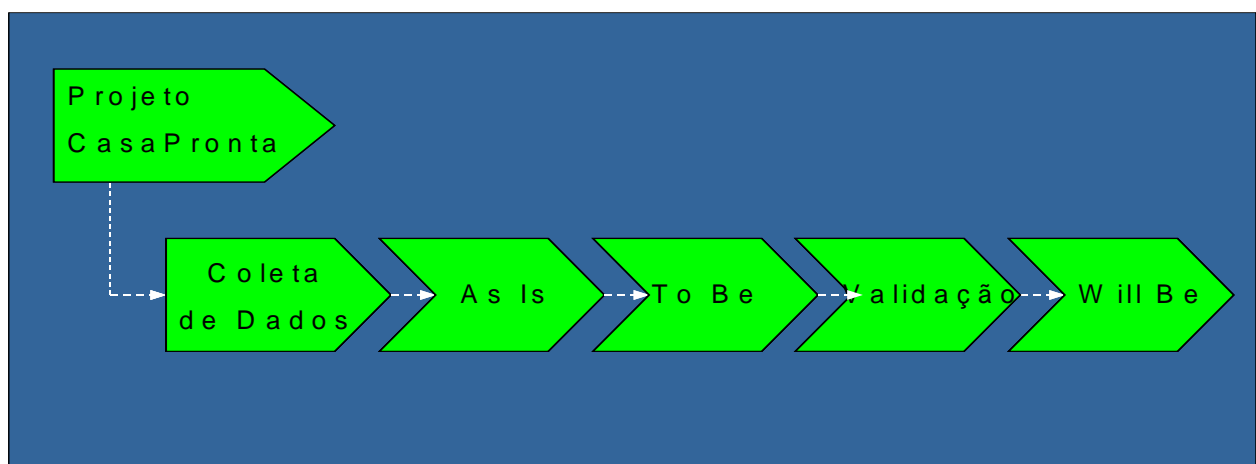 Projeto
CasaPronta
Coleta
de Dados
As Is
To Be
Validação
Will Be